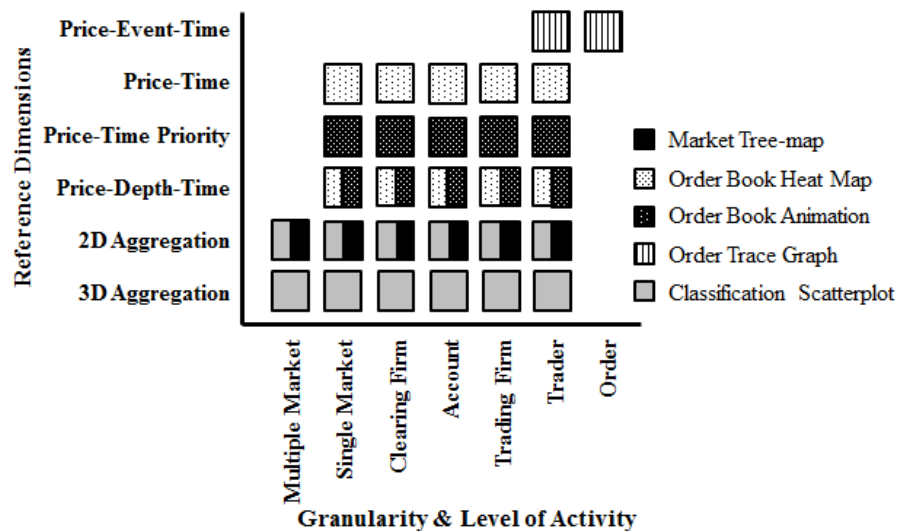 Reference Dimensions
Price-Event-Time
Price-Time
Price-Time Priority
Price-Depth-Time
2D Aggregation
3D Aggregation
Market Tree-map
Order Book Heat Map
Order Book Animation
Order Trace Graph
Classification Scatterplot
Multiple Market
Single Market
Clearing Firm
Account
Trading Firm
Trader
Order
Granularity & Level of Activity